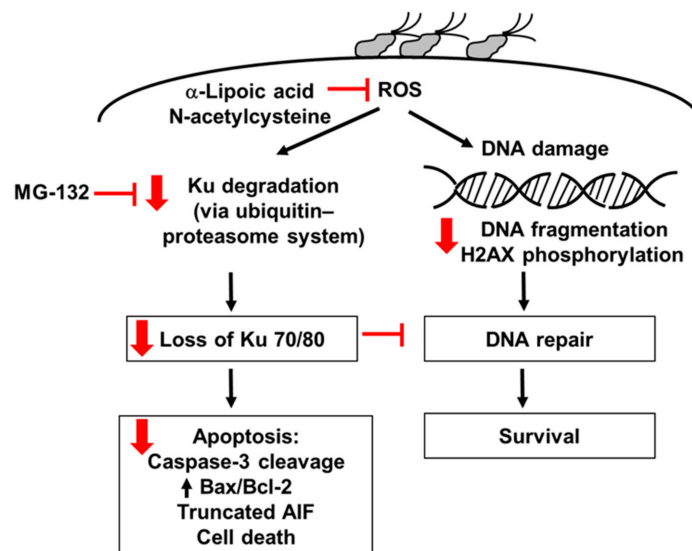 α-Lipoic acid
N-acetylcysteine
ROS
DNA damage
MG-132
Ku degradation
(via ubiquitin–
proteasome system)
DNA fragmentation
H2AX phosphorylation
Loss of Ku 70/80
DNA repair
Apoptosis:
Caspase-3 cleavage
Bax/Bcl-2
Truncated AIF
Cell death
Survival